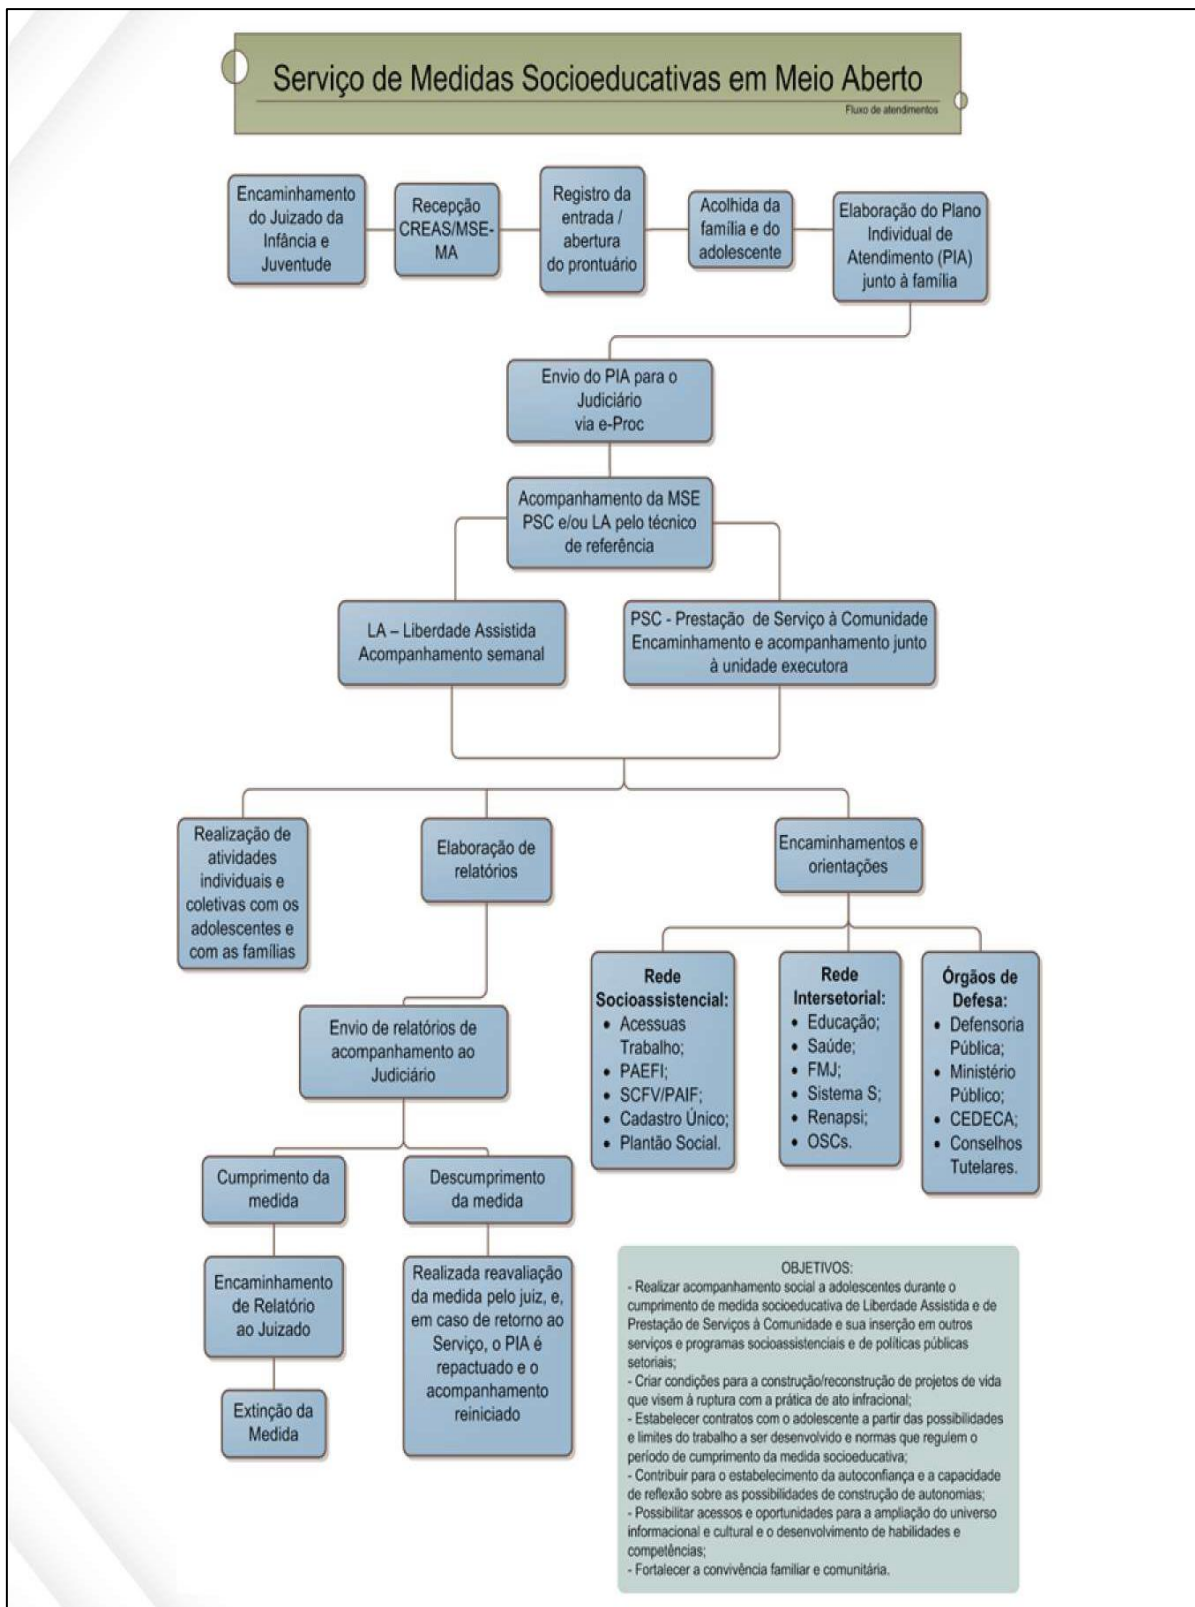 Serviço de Medidas Socioeducativas em Meio Aberto
Fluxo de atendimentos
Encaminhamento
do Juizado da
Infância e
Juventude
Recepção
CREAS/MSE-
MA
Registro da
entrada /
abertura
do prontuário
Acolhida da
família e do
adolescente
Elaboração do Plano
Individual de
Atendimento (PIA)
junto à família
Envio do PIA para o
Judiciário
via e-Proc
Acompanhamento da MSE
PSC e/ou LA pelo técnico
de referência
LA – Liberdade Assistida
Acompanhamento semanal
PSC - Prestação de Serviço à Comunidade
Encaminhamento e acompanhamento junto
à unidade executora
Realização de
atividades
individuais e
coletivas com os
adolescentes e
com as famílias
Elaboração de
relatórios
Encaminhamentos e
orientações
Envio de relatórios de
acompanhamento ao
Judiciário
Rede
Socioassistencial:
• Acessuas
Trabalho;
• PAEFI;
• SCFV/PAIF;
• Cadastro Único;
• Plantão Social.
Rede
Intersetorial:
• Educação;
• Saúde;
• FMJ;
• Sistema S;
• Renapsi;
• OSCs.
Órgãos de
Defesa:
• Defensoria
Pública;
• Ministério
Público;
• CEDECA;
• Conselhos
Tutelares.
Cumprimento da
medida
Descumprimento
da medida
Encaminhamento
de Relatório
ao Juizado
Realizada reavaliação
da medida pelo juiz, e,
em caso de retorno ao
Serviço, o PIA é
repactuado e o
acompanhamento
reiniciado
Extinção da
Medida
OBJETIVOS:
- Realizar acompanhamento social a adolescentes durante o
cumprimento de medida socioeducativa de Liberdade Assistida e de
Prestação de Serviços à Comunidade e sua inserção em outros
serviços e programas socioassistenciais e de políticas públicas
setoriais;
- Criar condições para a construção/reconstrução de projetos de vida
que visem à ruptura com a prática de ato infracional;
- Estabelecer contratos com o adolescente a partir das possibilidades
e limites do trabalho a ser desenvolvido e normas que regulem o
período de cumprimento da medida socioeducativa;
- Contribuir para o estabelecimento da autoconfiança e a capacidade
de reflexão sobre as possibilidades de construção de autonomias;
- Possibilitar acessos e oportunidades para a ampliação do universo
informacional e cultural e o desenvolvimento de habilidades e
competências;
- Fortalecer a convivência familiar e comunitária.